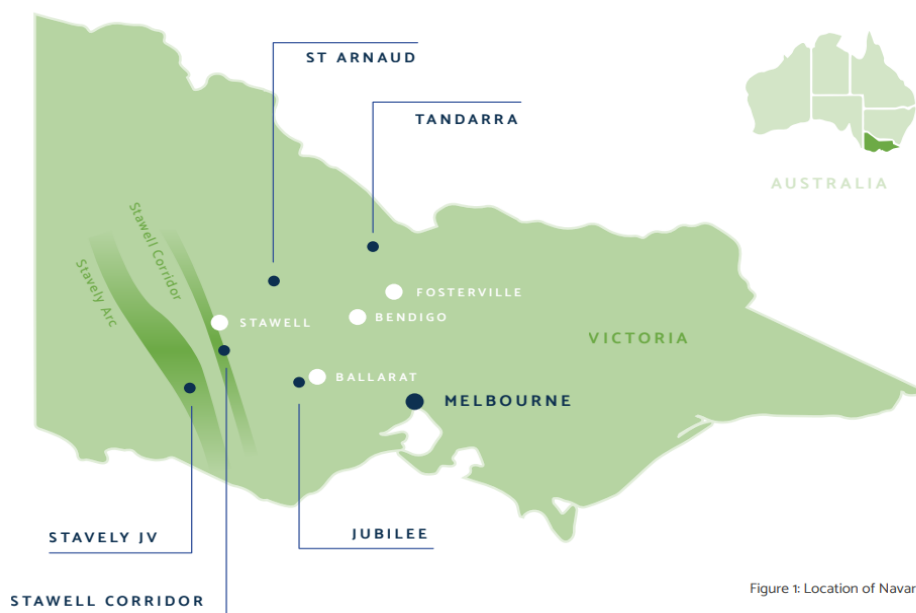 ST ARNAUD
TANDARRA
AUSTRALIA
Stawell Corridor
Stavely Arc
FOSTERVILLE
STAWELL
BENDIGO
VICTORIA
BALLARAT
MELBOURNE
STAVELY JV
JUBILEE
STAWELL CORRIDOR
Figure 1: Location of Navar